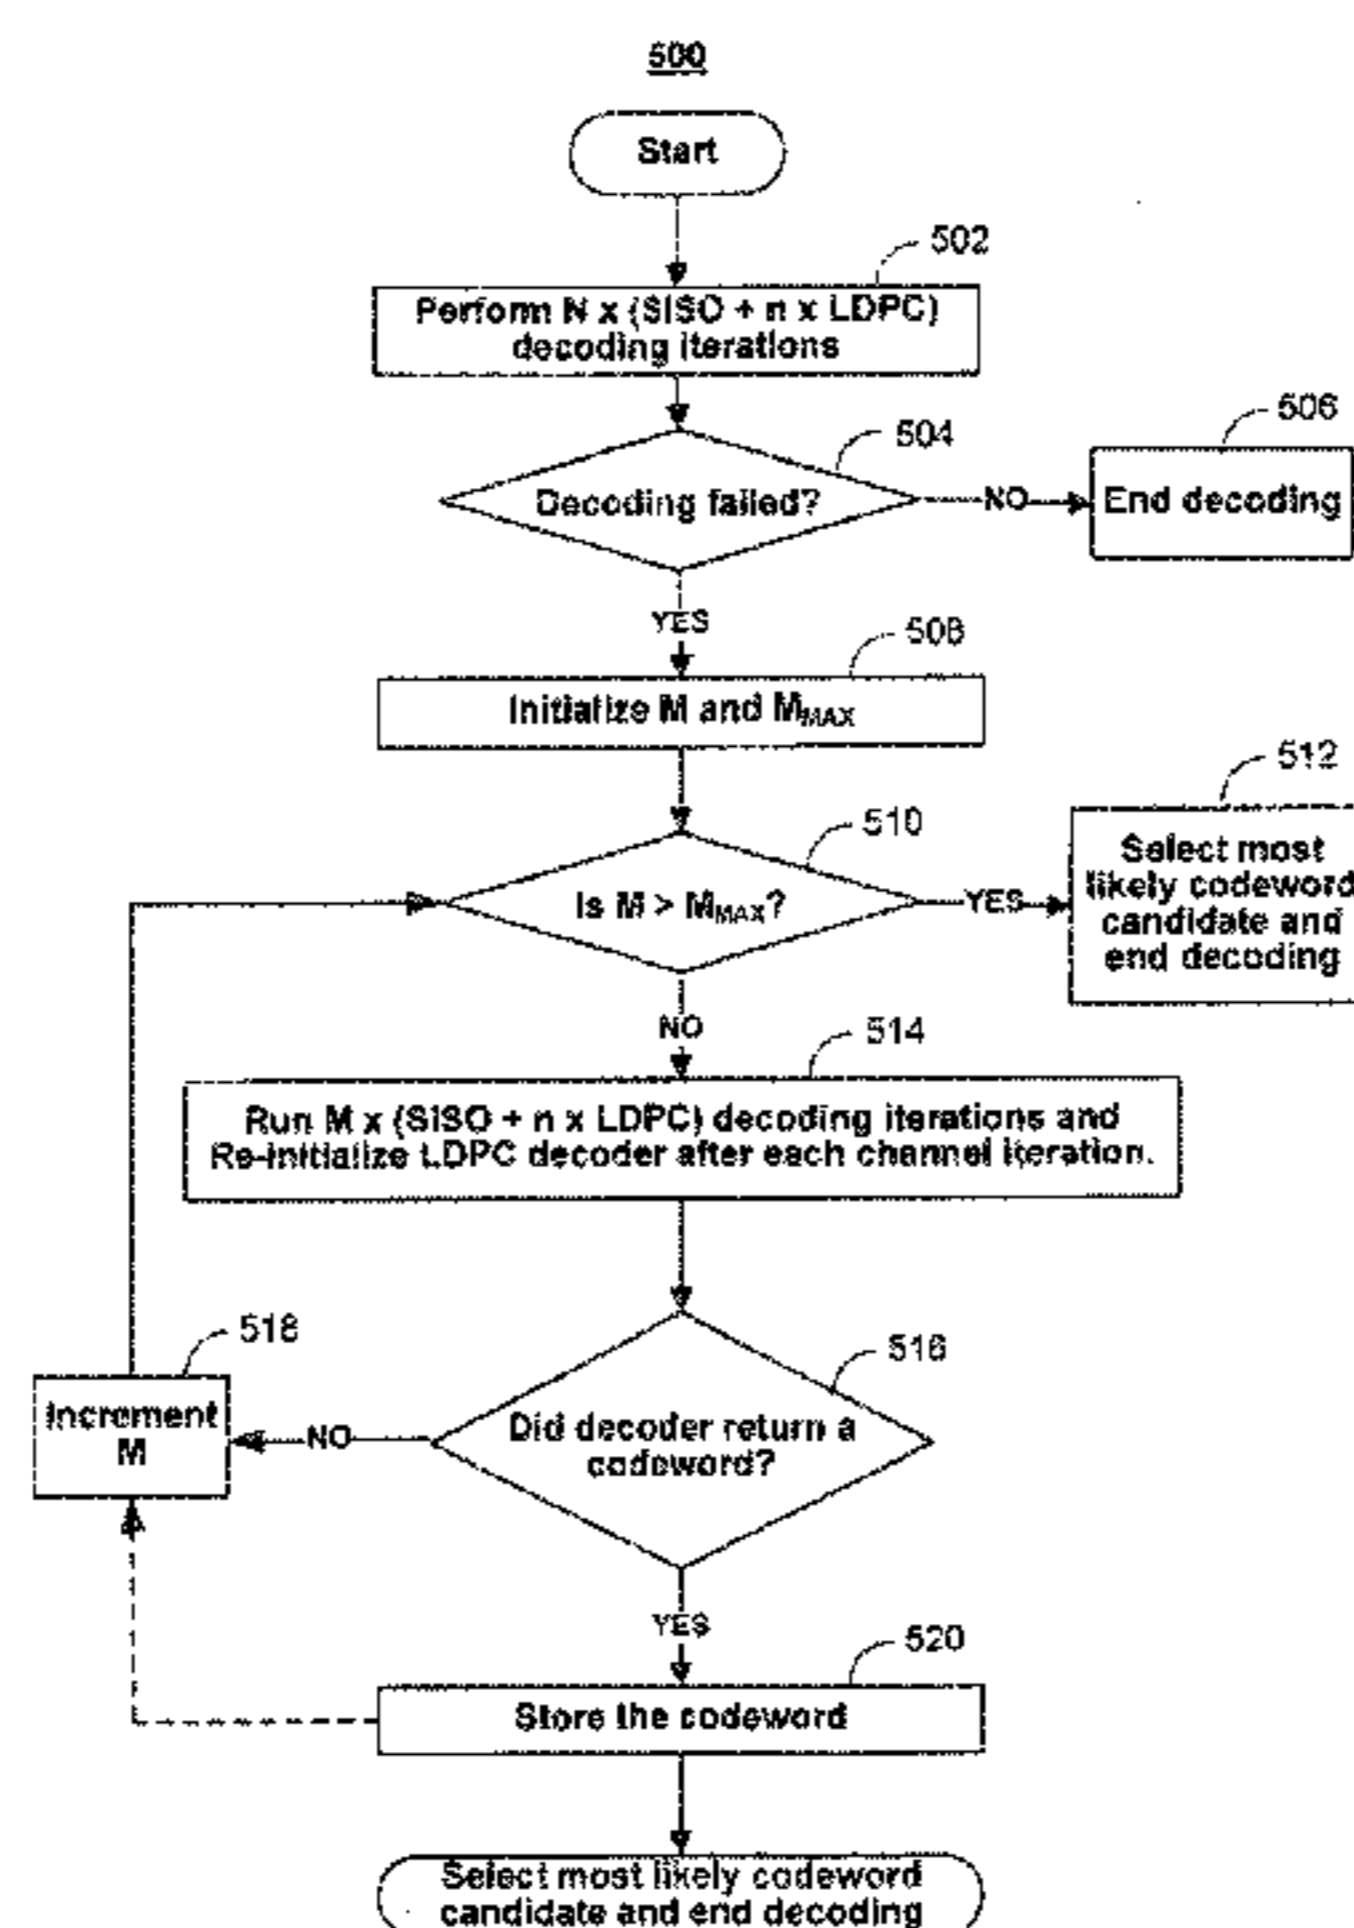 500
Start
502
Perform N x (SISO + n x LDPC)
decoding iterations
504
Decoding failed?
NO
506
End decoding
YES
508
Initialize M and MMAX
510
Is M > MMAX?
YES
512
Select most
likely codeword
candidate and
end decoding
NO
514
Run M x (SISO + n x LDPC) decoding iterations and
Re-initialize LDPC decoder after each channel iteration.
516
Did decoder return a
codeword?
NO
518
Increment
M
YES
520
Store the codeword
Select most likely codeword
candidate and end decoding